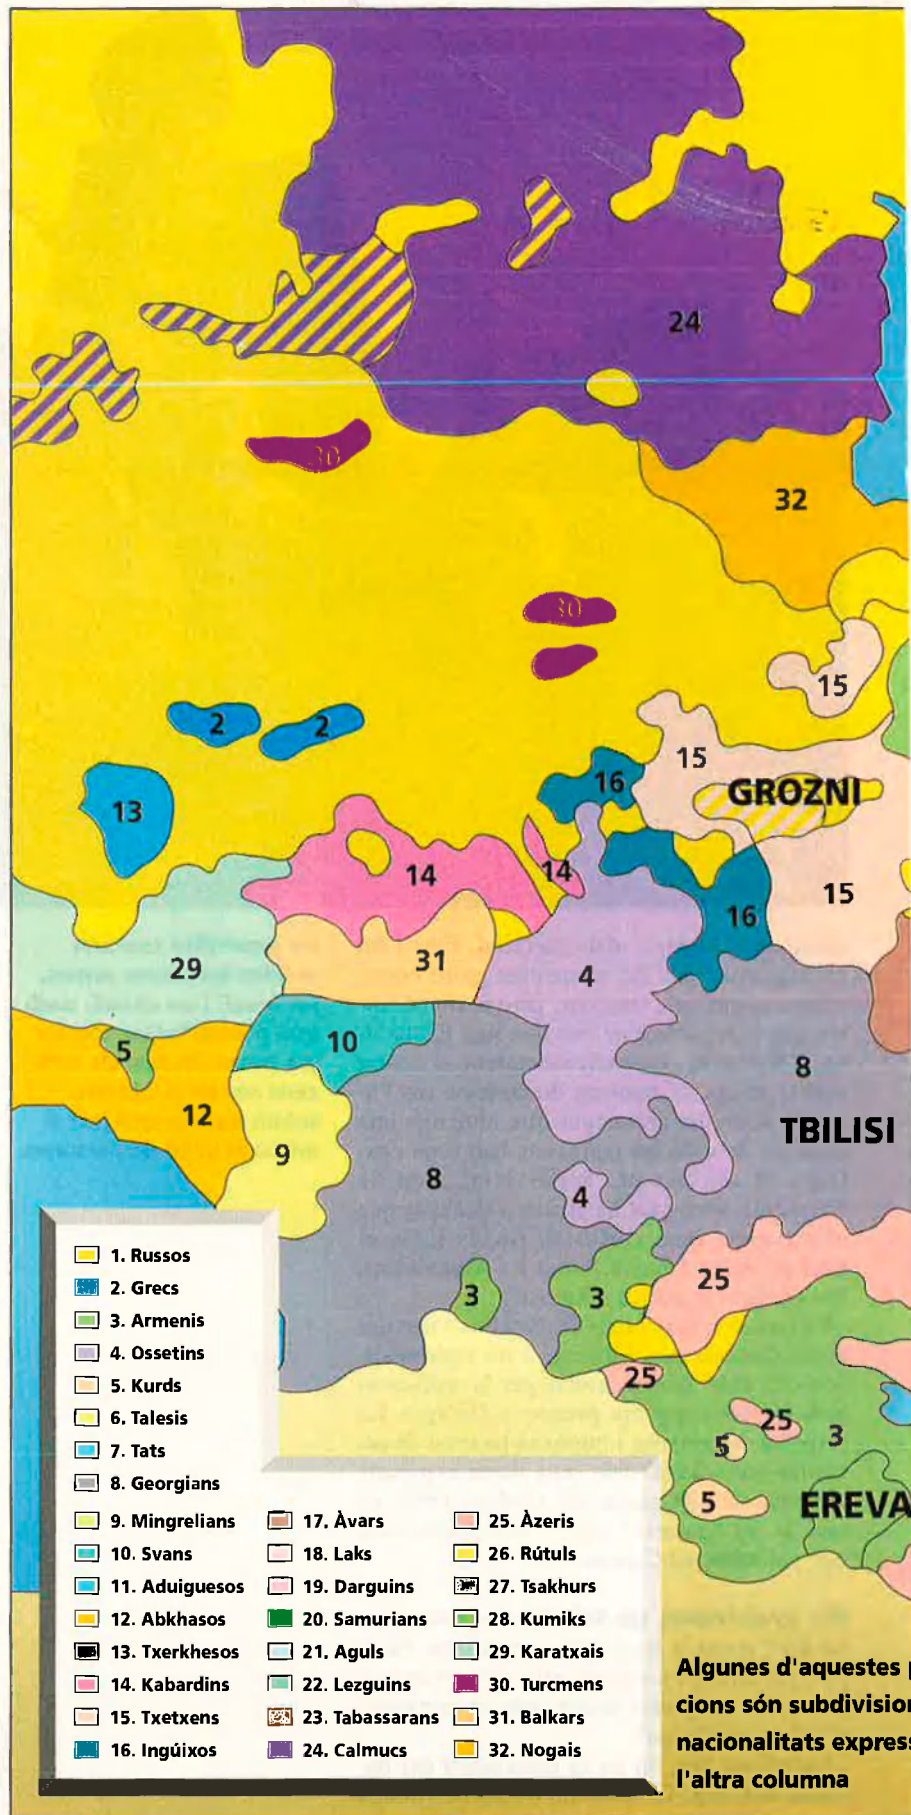 24
30
32
30
15
2
2
15
16
GROZNI
13
14
14
15
16
31
29
4
10
5
8
12
TBILISI
9
8
4
25
3
3
25
25
3
5
5
EREVA
1. Russos
2. Grecs
3. Armenis
4. Ossetins
5. Kurds
6. Talesis
7. Tats
8. Georgians
9. Mingrelians
10. Svans
11. Aduiguesos
12. Abkhasos
13. Txerkhesos
14. Kabardins
15. Txetxens
16. Ingúixos
17. Àvars
18. Laks
19. Darguins
20. Samurians
21. Aguls
22. Lezguins
23. Tabassarans
24. Calmucs
25. Àzeris
26. Rútuls
27. Tsakhurs
28. Kumiks
29. Karatxais
30. Turcmens
31. Balkars
32. Nogais
Algunes d'aquestes p
cions són subdivision
nacionalitats express
l'altra columna